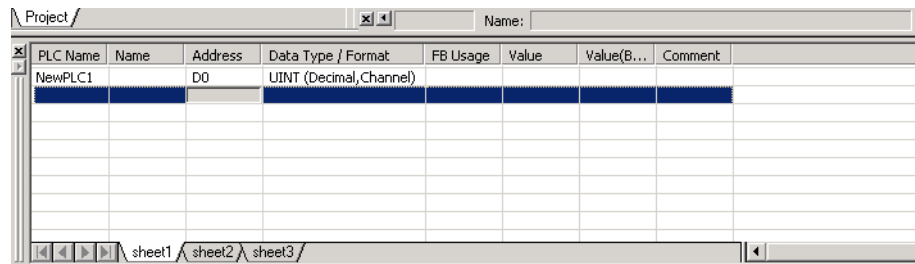 Project
Name:
PLC Name Name Address Data Type / Format FB Usage Value Value(B... Comment
NewPLC1 D0 UINT (Decimal,Channel)
sheet1 sheet2 sheet3